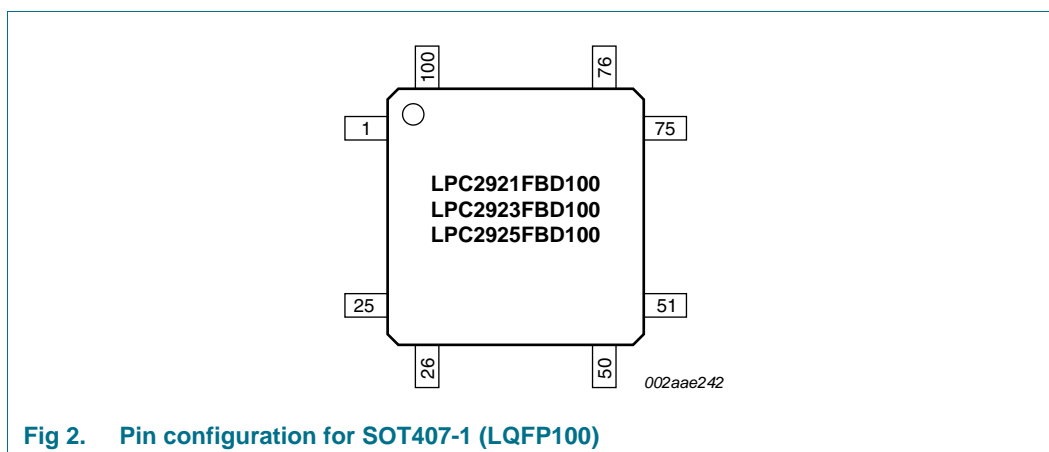 100 76
1 75
LPC2921FBD100
LPC2923FBD100
LPC2925FBD100
25 51
26 50
002aae242
Fig 2. Pin configuration for SOT407-1 (LQFP100)